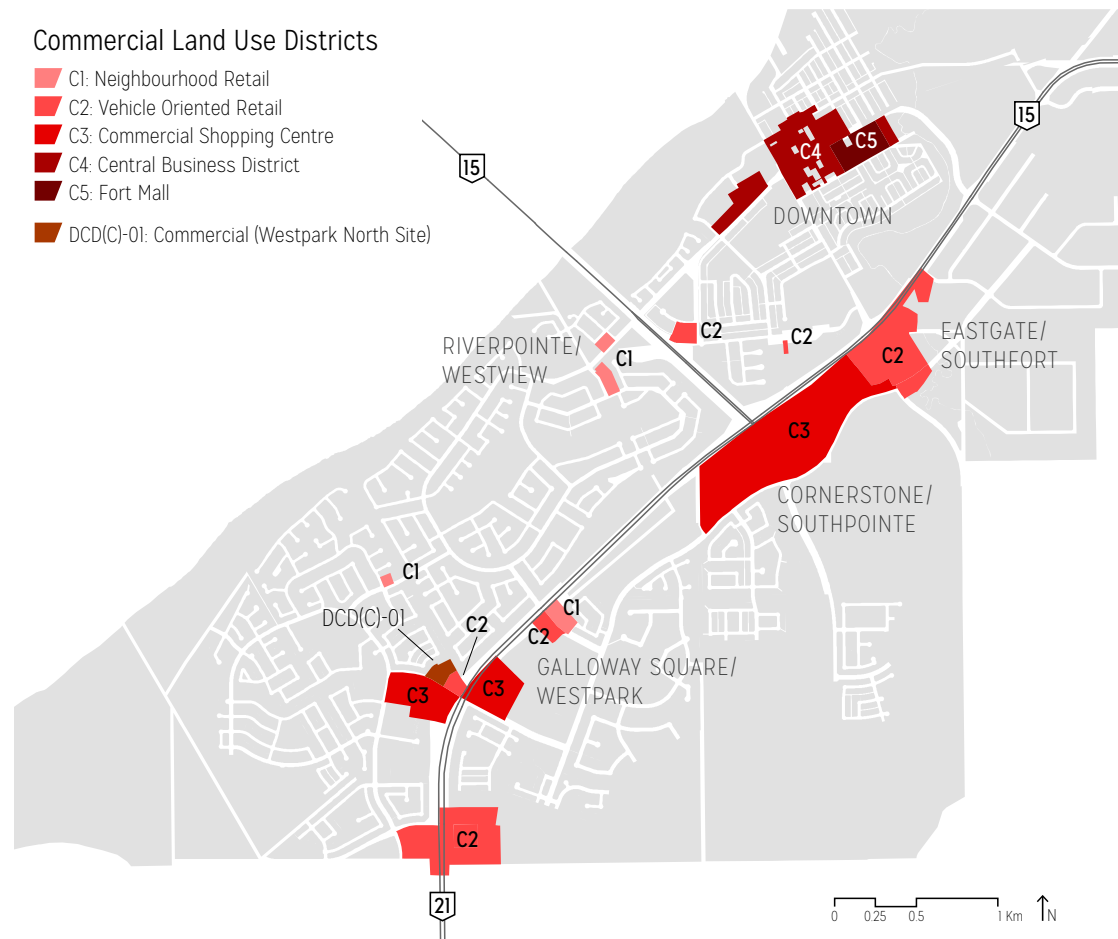 Commercial Land Use Districts
C1: Neighbourhood Retail
C2: Vehicle Oriented Retail
C3: Commercial Shopping Centre
C4: Central Business District
C5: Fort Mall
DCD(C)-01: Commercial (Westpark North Site)
15
15
C5
C4
DOWNTOWN
C2
C2
EASTGATE/
SOUTHFORT
RIVERPOINTE/
WESTVIEW
C1
C2
C3
CORNERSTONE/
SOUTHPOINTE
C1
DCD(C)-01
C2
C1
C2
GALLOWAY SQUARE/
WESTPARK
C3
C3
C2
21
0 0.25 0.5 1 Km
N